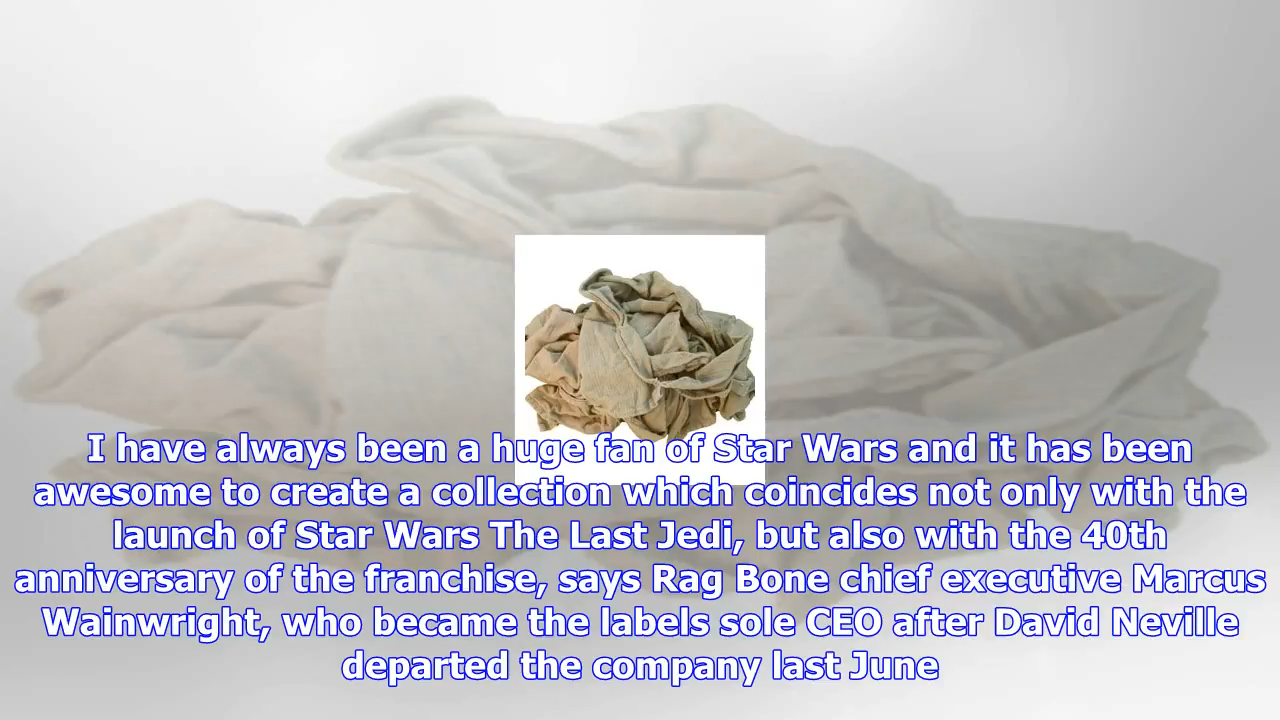 I have always been a huge fan of Star Wars and it has been
awesome to create a collection which coincides not only with the
launch of Star Wars The Last Jedi, but also with the 40th
anniversary of the franchise, says Rag Bone chief executive Marcus
Wainwright, who became the labels sole CEO after David Neville
departed the company last June